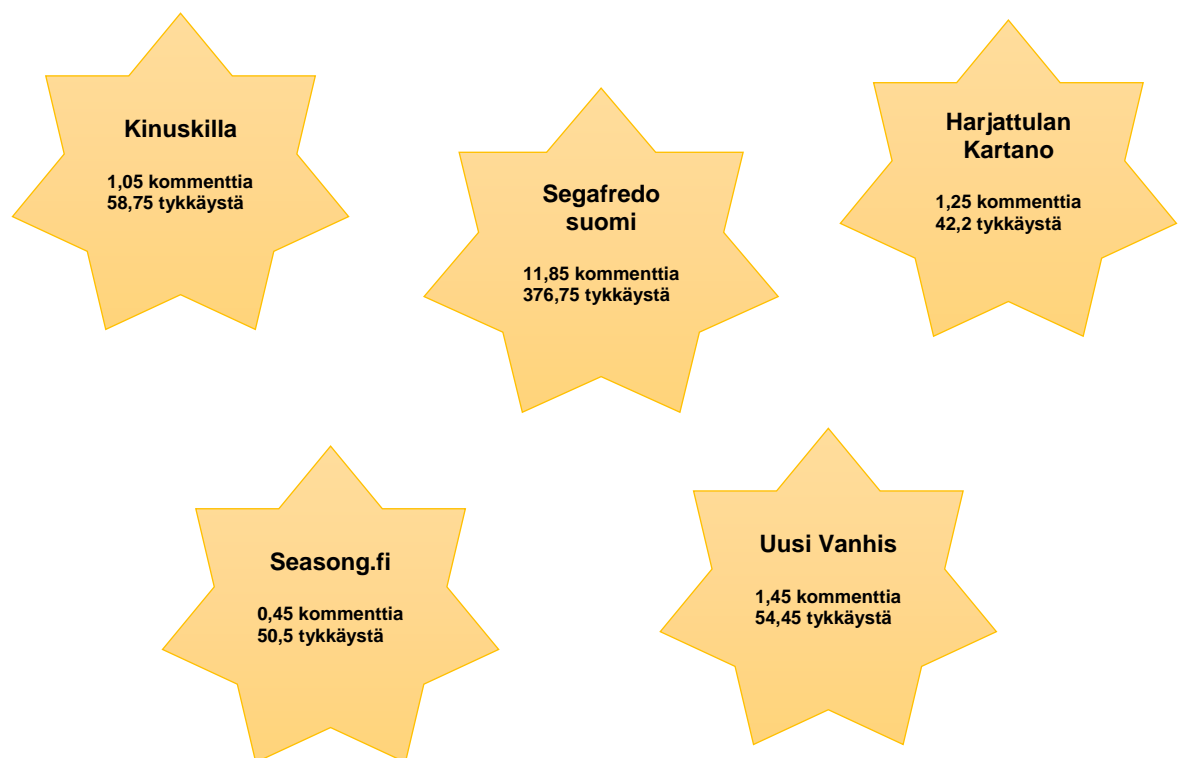 Kinuskilla
1,05 kommenttia
58,75 tykkäystä
Segafredo
suomi
11,85 kommenttia
376,75 tykkäystä
Harjattulan
Kartano
1,25 kommenttia
42,2 tykkäystä
Seasong.fi
0,45 kommenttia
50,5 tykkäystä
Uusi Vanhis
1,45 kommenttia
54,45 tykkäystä